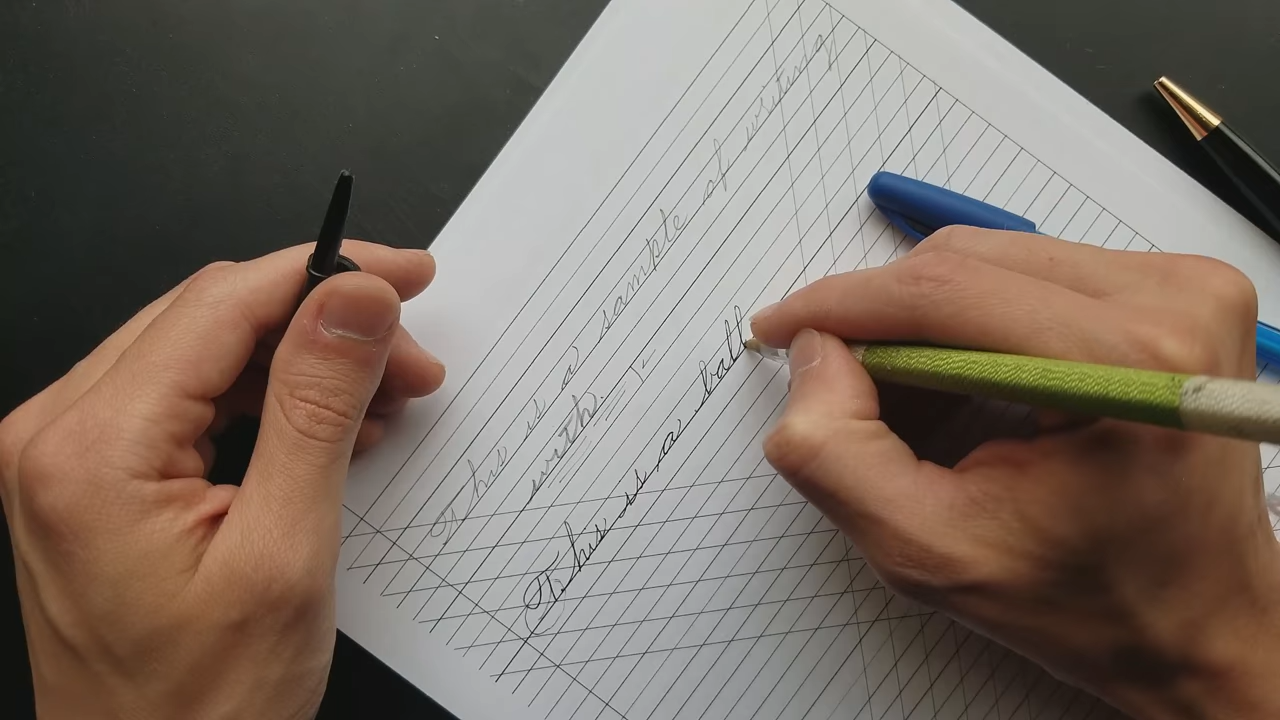 This is a sample of writing
with. =)=
This is a ball